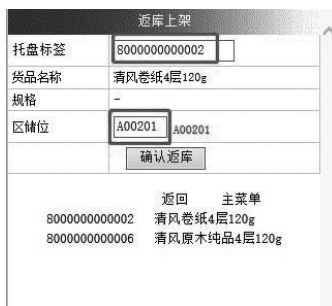 返库上架
托盘标签 8000000000002
货品名称 清风卷纸4层120g
规格 -
区储位 A00201 A00201
确认返库
返回 主菜单
8000000000002 清风卷纸4层120g
8000000000006 清风原木纯品4层120g